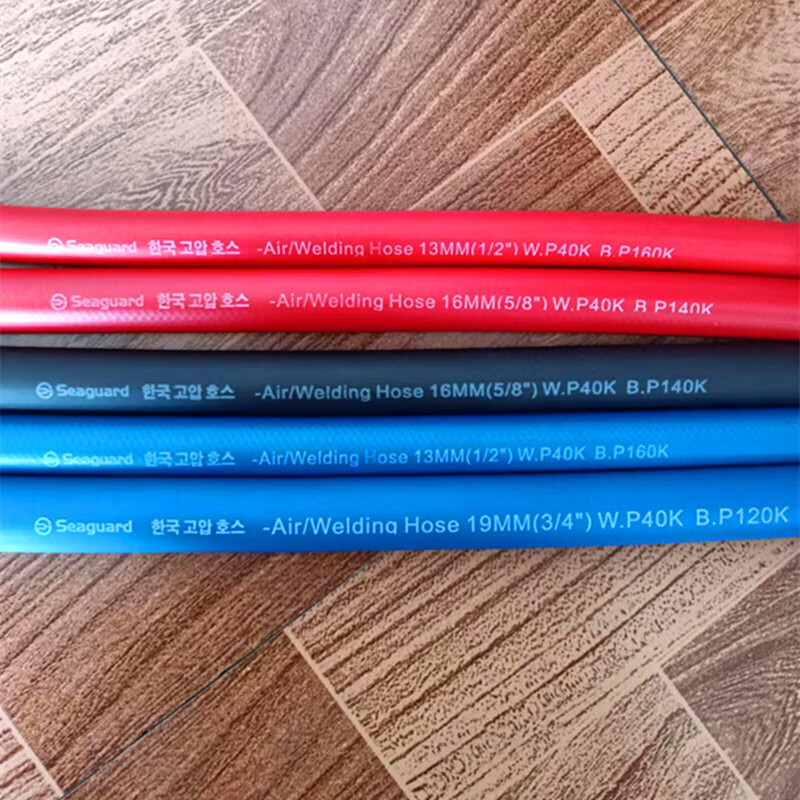 Seaguard 한국 고압 호스 -Air/Welding Hose 13MM(1/2") W.P40K B.P160K
Seaguard 한국 고압 호스 -Air/Welding Hose 16MM(5/8") W.P40K B.P140K
Seaguard 한국 고압 호스 -Air/Welding Hose 16MM(5/8") W.P40K B.P140K
Seaguard 한국 고압 호스 -Air/Welding Hose 13MM(1/2") W.P40K B.P160K
Seaguard 한국 고압 호스 -Air/Welding Hose 19MM(3/4") W.P40K B.P120K